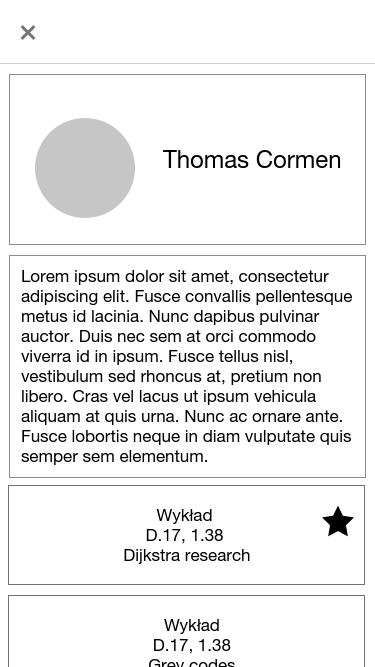 Thomas Cormen
Lorem ipsum dolor sit amet, consectetur
adipiscing elit. Fusce convallis pellentesque
metus id lacinia. Nunc dapibus pulvinar
auctor. Duis nec sem at orci commodo
viverra id in ipsum. Fusce tellus nisl,
vestibulum sed rhoncus at, pretium non
libero. Cras vel lacus ut ipsum vehicula
aliquam at quis urna. Nunc ac ornare ante.
Fusce lobortis neque in diam vulputate quis
semper sem elementum.
Wykład
D.17, 1.38
Dijkstra research
Wykład
D.17, 1.38
Grey codes